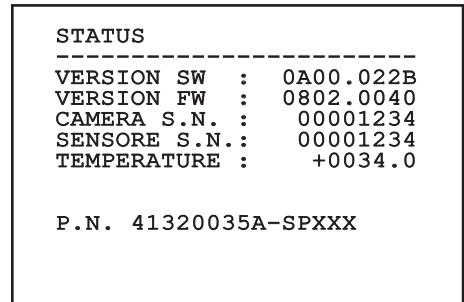 STATUS
------------------------
VERSION SW  :  0A00.022B
VERSION FW  :  0802.0040
CAMERA S.N. :   00001234
SENSORE S.N.:   00001234
TEMPERATURE :    +0034.0
P.N. 41320035A-SPXXX